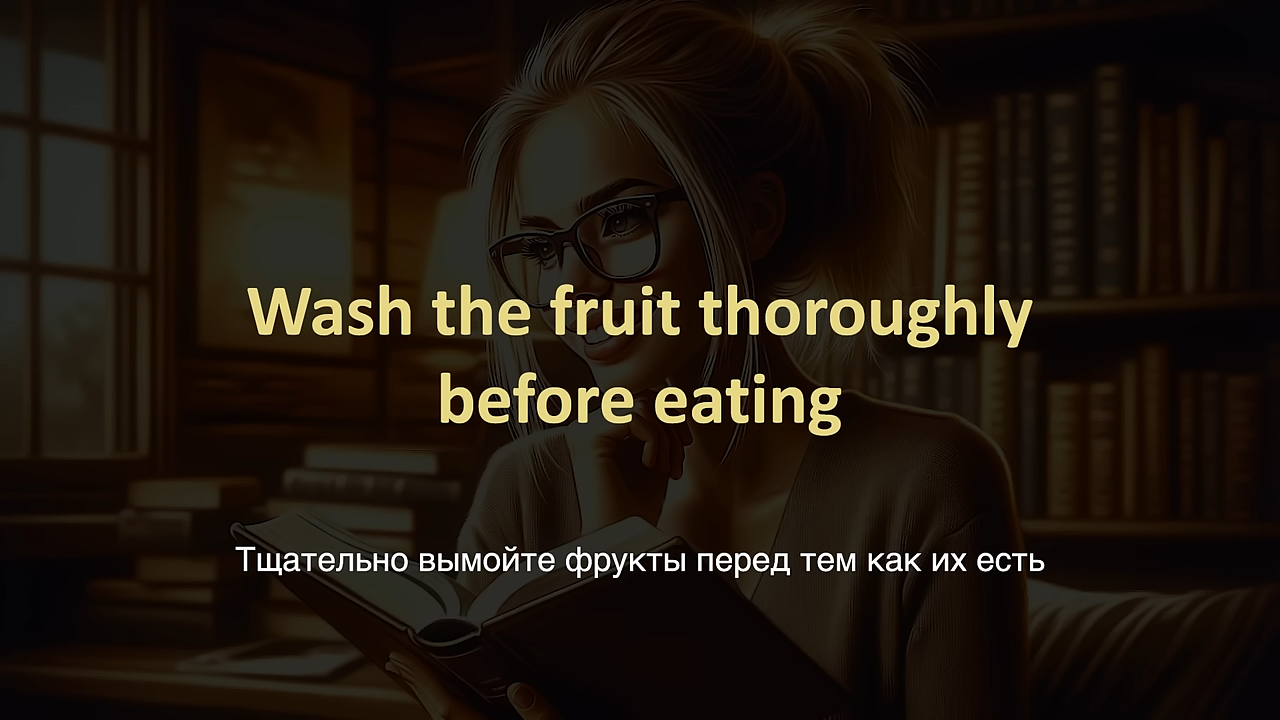 Wash the fruit thoroughly
before eating
Тщательно вымойте фрукты перед тем как их есть